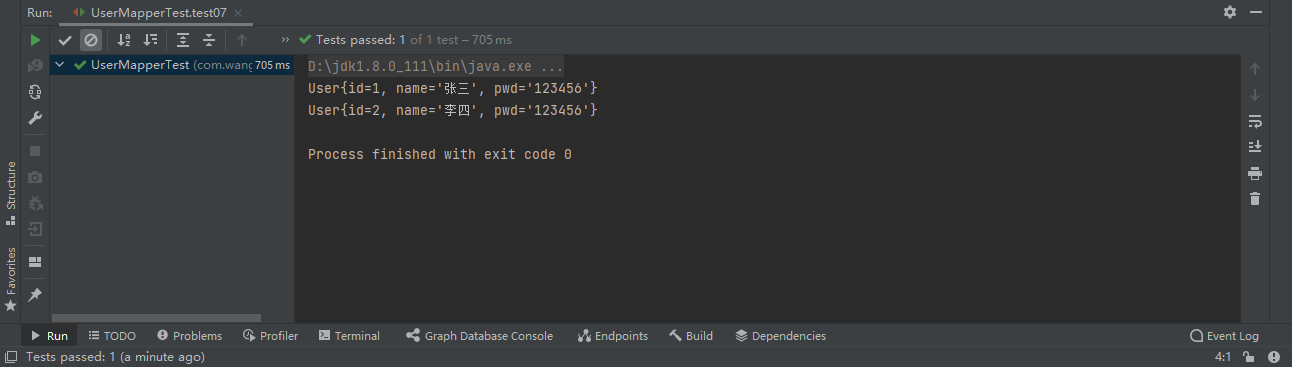 Run: UserMapperTest.test07
Tests passed: 1 of 1 test – 705 ms
UserMapperTest (com.wang 705 ms
D:\jdk1.8.0_111\bin\java.exe ...
User{id=1, name='张三', pwd='123456'}
User{id=2, name='李四', pwd='123456'}
Process finished with exit code 0
Structure
Favorites
Run TODO Problems Profiler Terminal Graph Database Console Endpoints Build Dependencies Event Log
Tests passed: 1 (a minute ago) 4:1